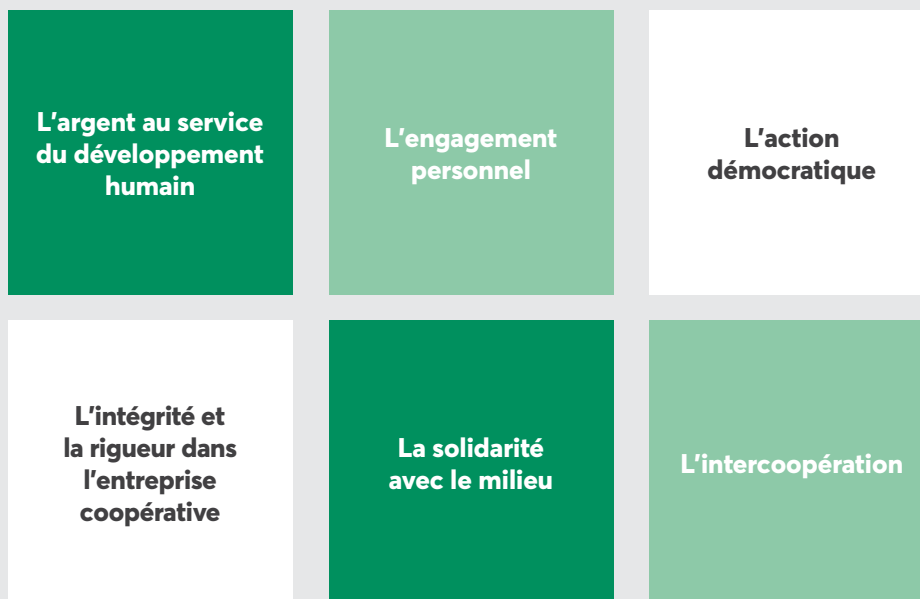 L'argent au service
du développement
humain
L'engagement
personnel
L'action
démocratique
L'intégrité et
la rigueur dans
l'entreprise
coopérative
La solidarité
avec le milieu
L'intercoopération